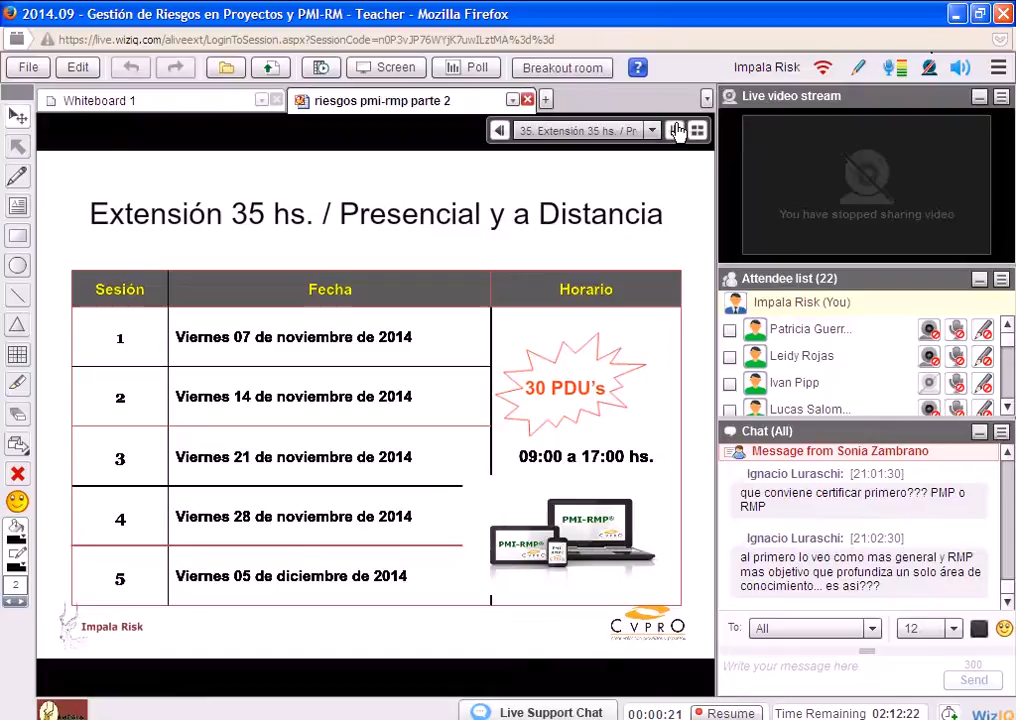 2014.09 - Gestión de Riesgos en Proyectos y PMI-RM - Teacher - Mozilla Firefox
https://live.wiziq.com/aliveext/LoginToSession.aspx?SessionCode=n0P3vJP76WYjK7uwILztMA%3d%3d
File Edit Screen Poll Breakout room ? Impala Risk
Whiteboard 1 riesgos pmi-rmp parte 2
35. Extensión 35 hs. / Pr
Extensión 35 hs. / Presencial y a Distancia
Sesión Fecha Horario
1 Viernes 07 de noviembre de 2014
30 PDU's
2 Viernes 14 de noviembre de 2014
3 Viernes 21 de noviembre de 2014 09:00 a 17:00 hs.
4 Viernes 28 de noviembre de 2014
PMI-RMP®
PMI-RMP®
5 Viernes 05 de diciembre de 2014
Impala Risk
CVPRO
Live video stream
You have stopped sharing video
Attendee list (22)
Impala Risk (You)
Patricia Guerr...
Leidy Rojas
Ivan Pipp
Lucas Salom...
Chat (All)
Message from Sonia Zambrano
Ignacio Luraschi: [21:01:30]
que conviene certificar primero??? PMP o
RMP
Ignacio Luraschi: [21:02:30]
al primero lo veo como mas general y RMP
mas objetivo que profundiza un solo área de
conocimiento... es asi???
To: All 12
Write your message here
300
Send
2
Live Support Chat 00:00:21 Resume Time Remaining 02:12:22 WizIQ